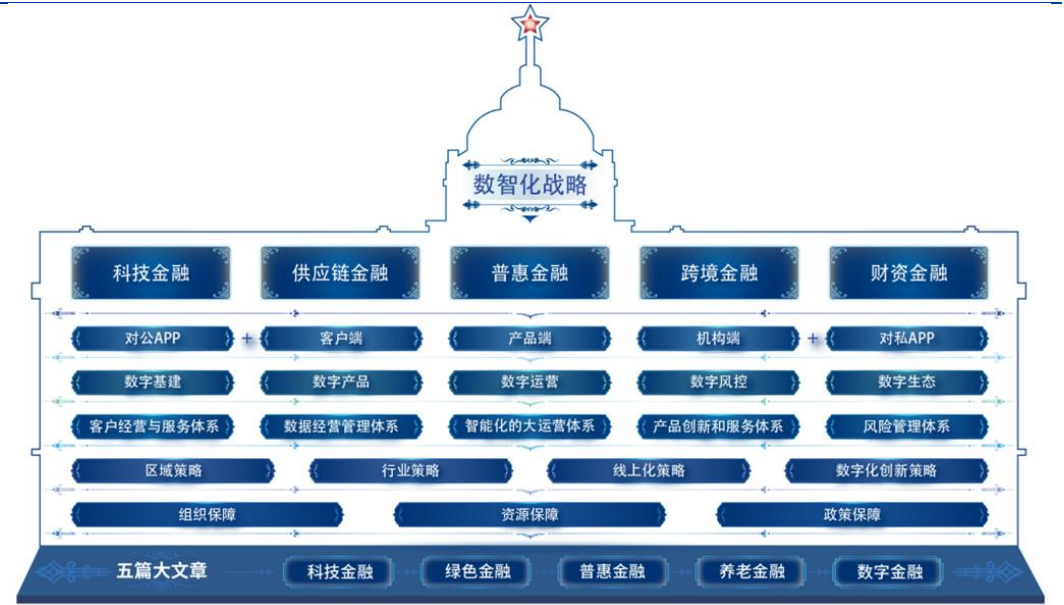 数智化战略
科技金融 供应链金融 普惠金融 跨境金融 财资金融
对公APP + 客户端 产品端 机构端 + 对私APP
数字基建 数字产品 数字运营 数字风控 数字生态
客户经营与服务体系 数据经营管理体系 智能化的大运营体系 产品创新和服务体系 风险管理体系
区域策略 行业策略 线上化策略 数字化创新策略
组织保障 资源保障 政策保障
五篇大文章 科技金融 绿色金融 普惠金融 养老金融 数字金融